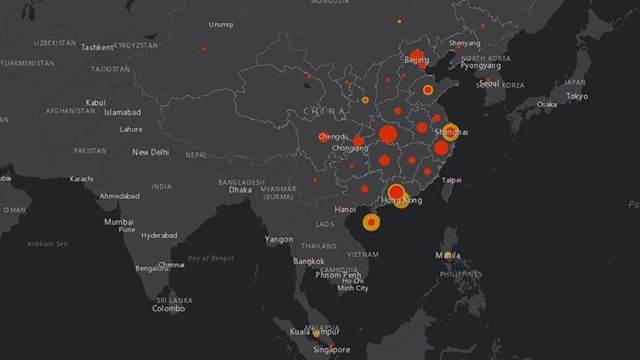 MONGOLIA
Urumqi
UZBEKISTAN
Tashkent
KYRGYZSTAN
Shenyang
NORTH KOREA
Beijing
Pyongyang
TURKMENISTAN
TAJIKISTAN
Seoul
SOUTH KOREA
JAPAN
Tokyo
Osaka
Kabul
AFGHANISTAN
Islamabad
CHINA
Lahore
Chengdu
Shanghai
Chongqing
PAKISTAN
New Delhi
NEPAL
Karachi
Ahmedabad
INDIA
BANGLADESH
Dhaka
MYANMAR
(BURMA)
Taipei
Hong Kong
OMAN
Hanoi
Mumbai
Pune
Hyderabad
LAOS
Arabian Sea
Bay of Bengal
Yangon
THAILAND
VIETNAM
Manila
Bengaluru
Chennai
Bangkok
CAMBODIA
Phnom Penh
PHILIPPINES
Ho Chi
Minh City
SRI LANKA
Colombo
MALAYSIA
Kuala Lumpur
Singapore